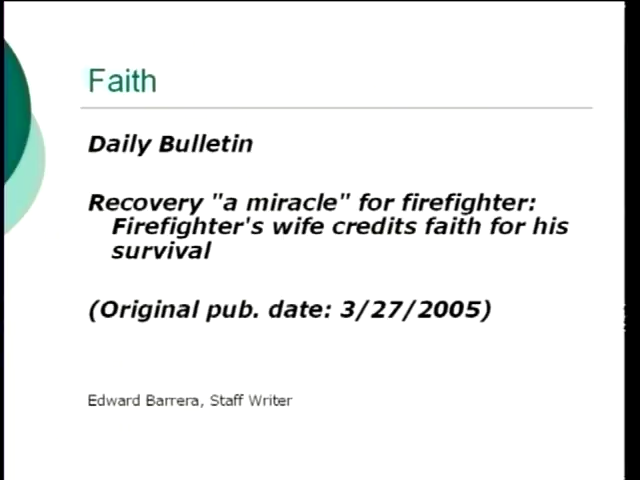 Faith
Daily Bulletin
Recovery "a miracle" for firefighter:
Firefighter's wife credits faith for his
survival
(Original pub. date: 3/27/2005)
Edward Barrera, Staff Writer